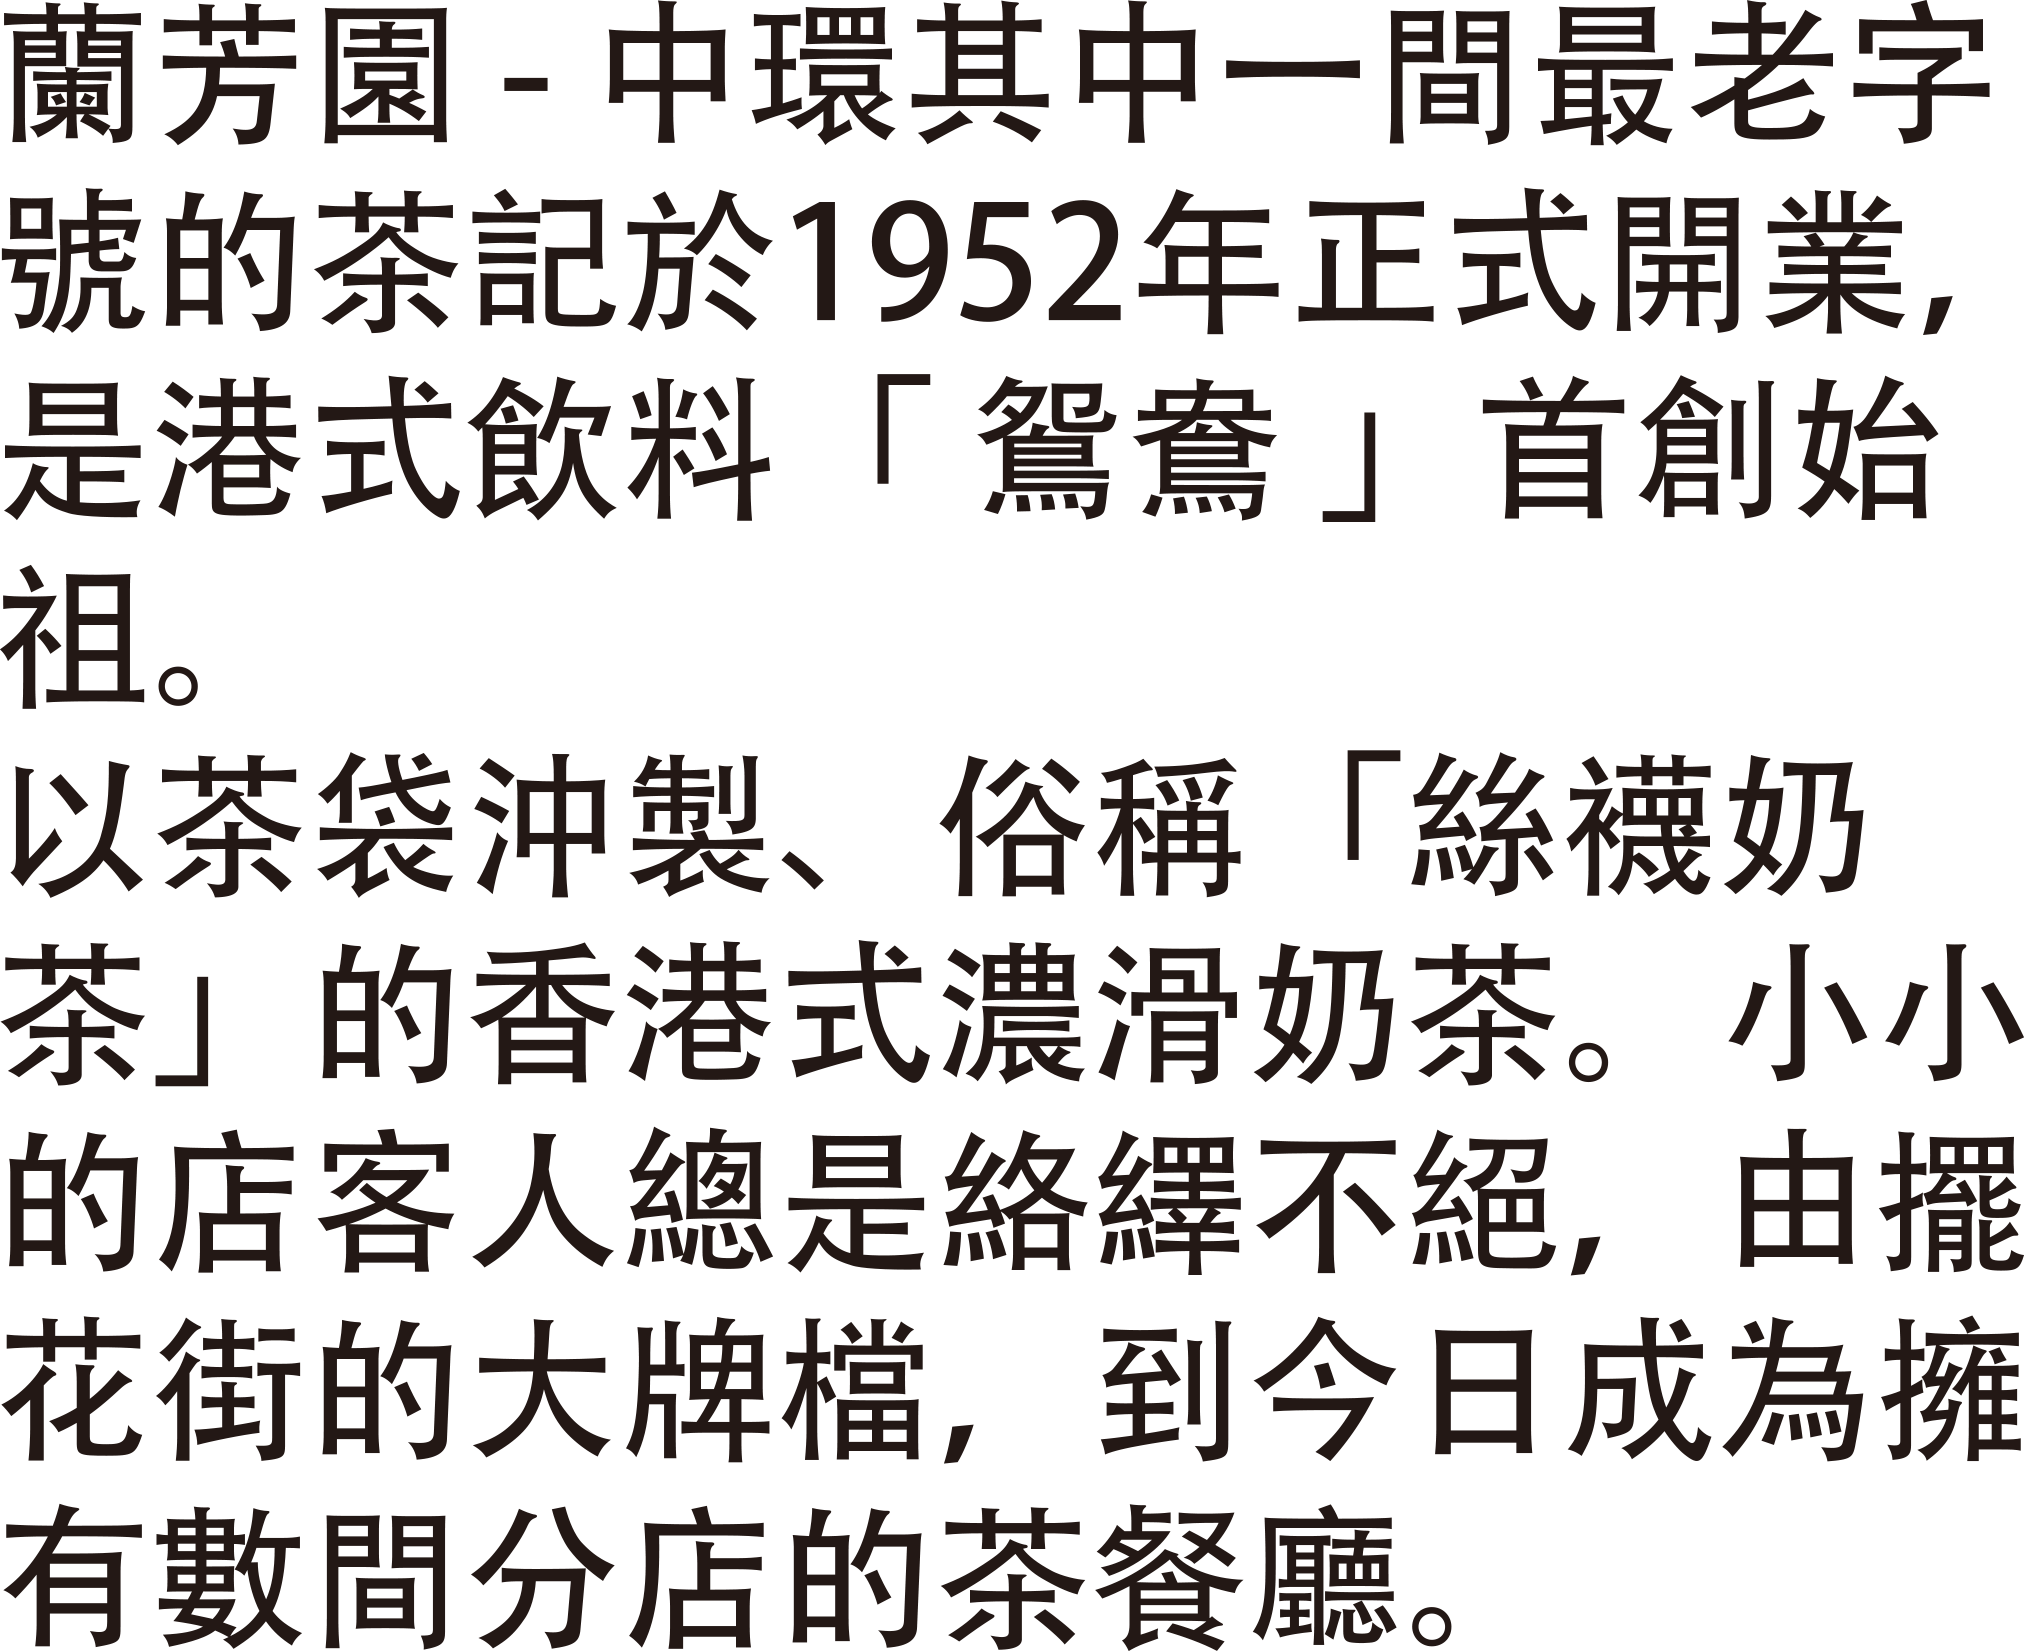 蘭芳園 - 中環其中一間最老字
號的茶記於1952年正式開業,
是港式飲料「 鴛鴦 」首創始
祖。
以茶袋沖製、俗稱「絲襪奶
茶」的香港式濃滑奶茶。小小
的店客人總是絡繹不絕, 由擺
花街的大牌檔, 到今日成為擁
有數間分店的茶餐廳。